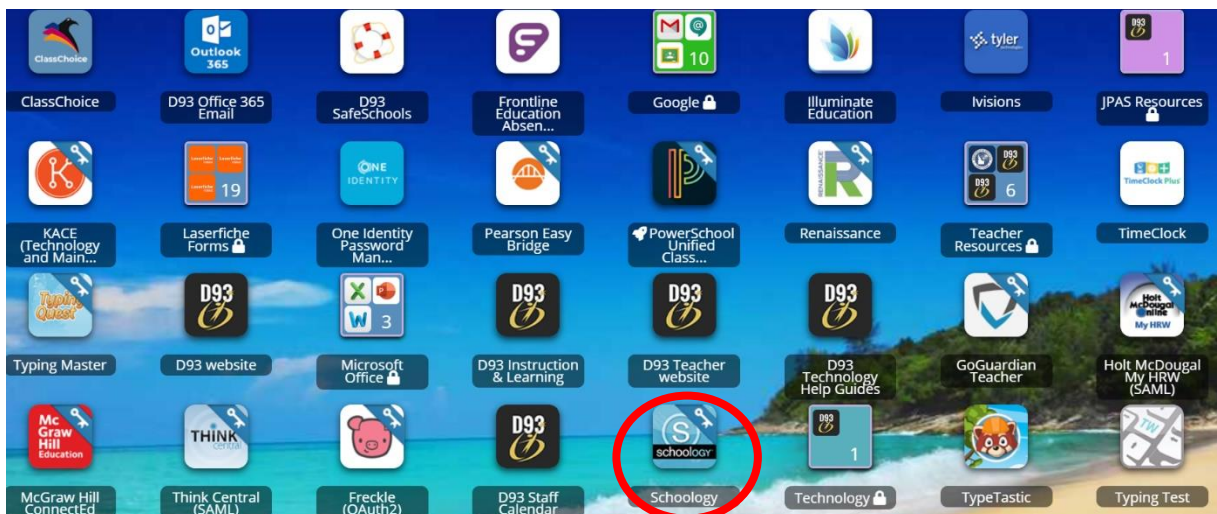 ClassChoice
Outlook
365
10
tyler
technologies
D93
1
ClassChoice
D93 Office 365
Email
D93
SafeSchools
Frontline
Education
Absen...
Google
Illuminate
Education
Ivisions
JPAS Resources
19
ONE
IDENTITY
RENAISSANCE
D93
D93
6
TimeClock Plus
KACE
(Technology
and Main...
Laserfiche
Forms
One Identity
Password
Man...
Pearson Easy
Bridge
PowerSchool
Unified
Class...
Renaissance
Teacher
Resources
TimeClock
Typing
Quest
D93
3
D93
D93
D93
Holt
McDougal
Online
My HRW
Typing Master
D93 website
Microsoft
Office
D93 Instruction
& Learning
D93 Teacher
website
D93
Technology
Help Guides
GoGuardian
Teacher
Holt McDougal
My HRW
(SAML)
Mc
Graw
Hill
Education
THINK
central
D93
S
schoology
D93
1
TW
McGraw Hill
ConnectEd
Think Central
(SAML)
Freckle
(OAuth2)
D93 Staff
Calendar
Schoology
Technology
TypeTastic
Typing Test